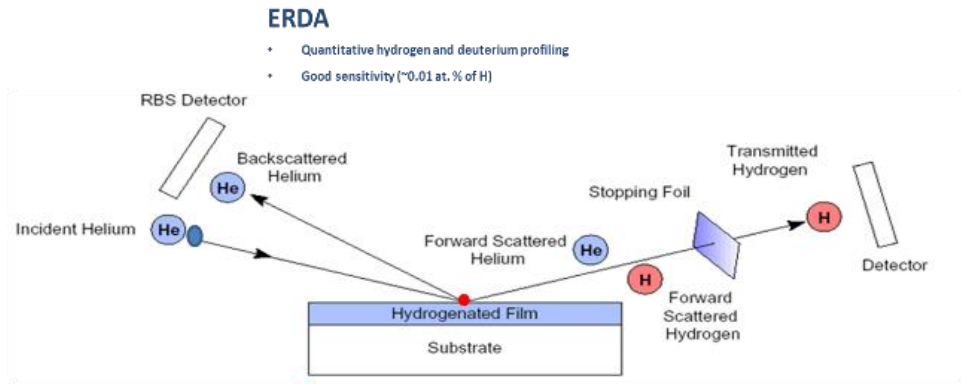 ERDA
• Quantitative hydrogen and deuterium profiling
• Good sensitivity (~0.01 at. % of H)
RBS Detector
Backscattered
Helium
He
Incident Helium
He
Forward Scattered
Helium
He
Stopping Foil
Transmitted
Hydrogen
H
Detector
H
Forward
Scattered
Hydrogen
Hydrogenated Film
Substrate